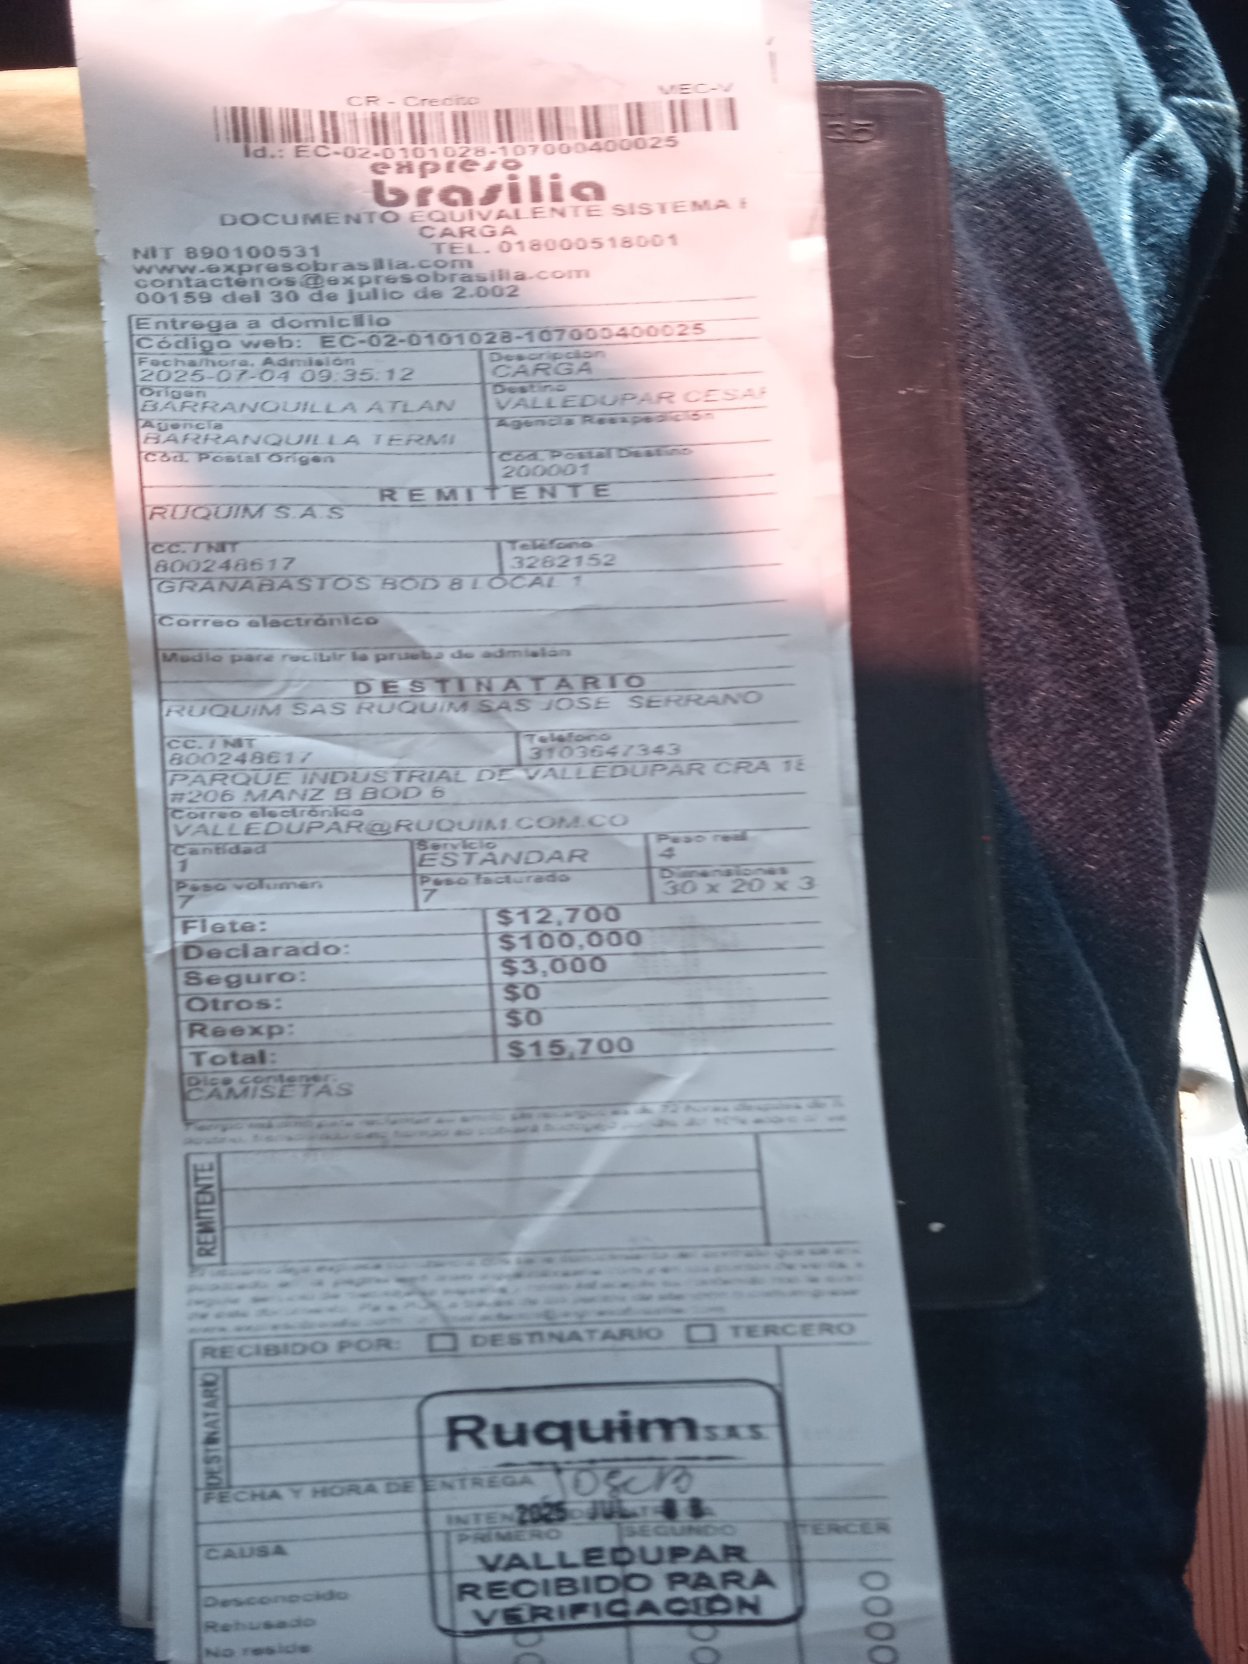 CR - Credito MEC-V
Id.: EC-02-0101028-107000400025
expreso
brasilia
DOCUMENTO EQUIVALENTE SISTEMA
CARGA
NIT 890100531 TEL. 018000518001
www.expresobrasilia.com
contactenos@expresobrasilia.com
00159 del 30 de julio de 2.002
Entrega a domicilio
Código web: EC-02-0101028-107000400025
Fecha/hora. Admisión Descripción
2025-07-04 09:35:12 CARGA
Origen Destino
BARRANQUILLA ATLAN VALLEDUPAR CESAR
Agencia Agencia Reexpedición
BARRANQUILLA TERMI
Cód. Postal Origen Cód. Postal Destino
200001
REMITENTE
RUQUIM S.A.S
CC. / NIT Teléfono
800248617 3282152
GRANABASTOS BOD 8 LOCAL 1
Correo electrónico
Medio para recibir la prueba de admisión
DESTINATARIO
RUQUIM SAS RUQUIM SAS JOSE SERRANO
CC. / NIT Teléfono
800248617 3103647343
PARQUE INDUSTRIAL DE VALLEDUPAR CRA 18
#206 MANZ B BOD 6
Correo electrónico
VALLEDUPAR@RUQUIM.COM.CO
Cantidad Servicio Peso real
1 ESTANDAR 4
Peso volumen Peso facturado Dimensiones
7 7 30 x 20 x 3
Flete: $12,700
Declarado: $100,000
Seguro: $3,000
Otros: $0
Reexp: $0
Total: $15,700
Dice contener:
CAMISETAS
REMITENTE
RECIBIDO POR: DESTINATARIO TERCERO
DESTINATARIO
Ruquim S.A.S.
FECHA Y HORA DE ENTREGA
2025 JUL
CAUSA PRIMERO SEGUNDO TERCER
VALLEDUPAR
RECIBIDO PARA
VERIFICACIÓN
Desconocido
Rehusado
No reside